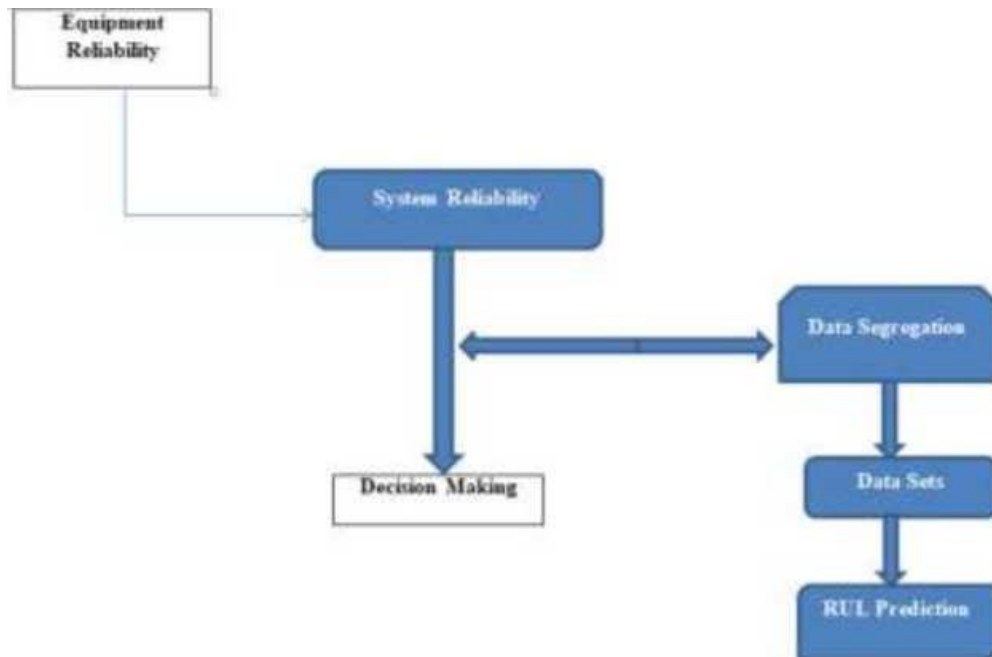 Equipment
Reliability
System Reliability
Data Segregation
Decision Making
Data Sets
RUL Prediction